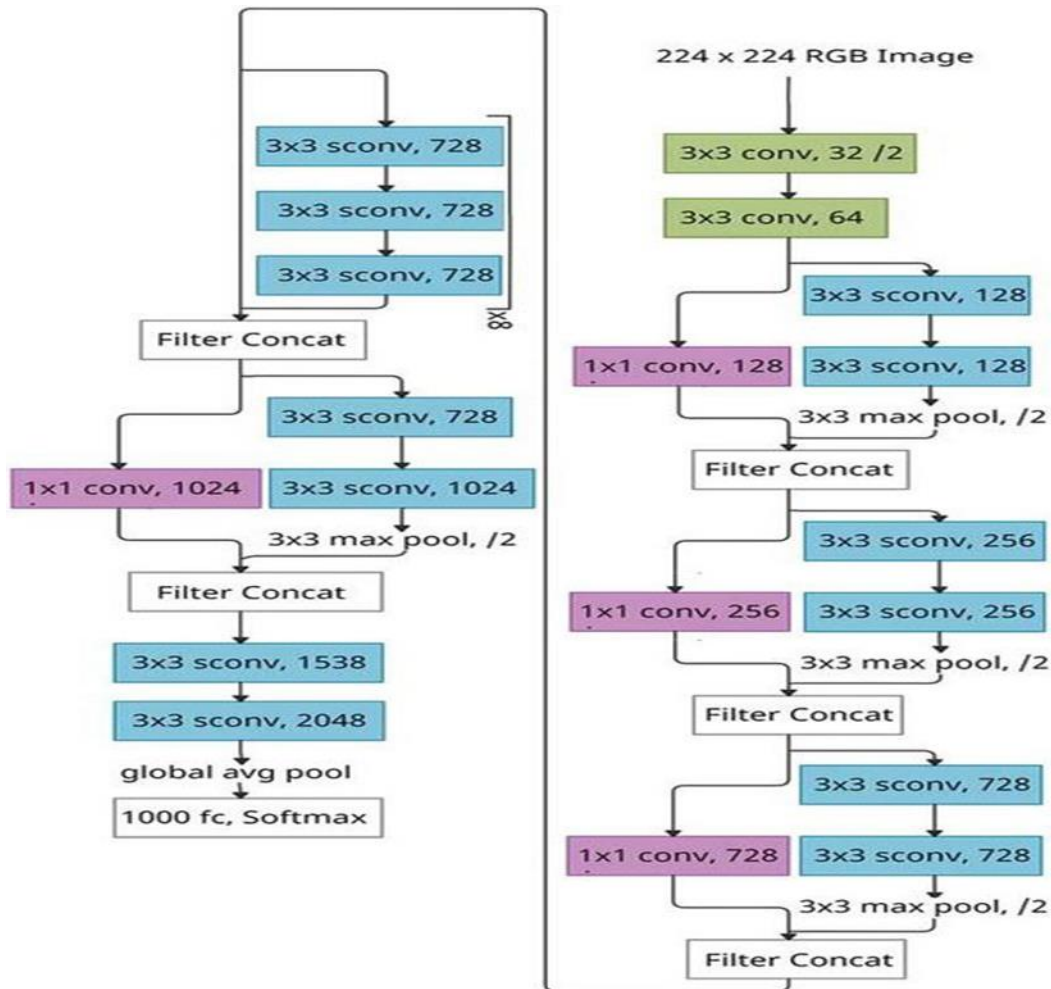 224 x 224 RGB Image
3x3 conv, 32 /2
3x3 conv, 64
3x3 sconv, 128
1x1 conv, 128
3x3 sconv, 128
3x3 max pool, /2
Filter Concat
3x3 sconv, 256
1x1 conv, 256
3x3 sconv, 256
3x3 max pool, /2
Filter Concat
3x3 sconv, 728
1x1 conv, 728
3x3 sconv, 728
3x3 max pool, /2
Filter Concat
3x3 sconv, 728
3x3 sconv, 728
3x3 sconv, 728
x8
Filter Concat
3x3 sconv, 728
1x1 conv, 1024
3x3 sconv, 1024
3x3 max pool, /2
Filter Concat
3x3 sconv, 1538
3x3 sconv, 2048
global avg pool
1000 fc, Softmax